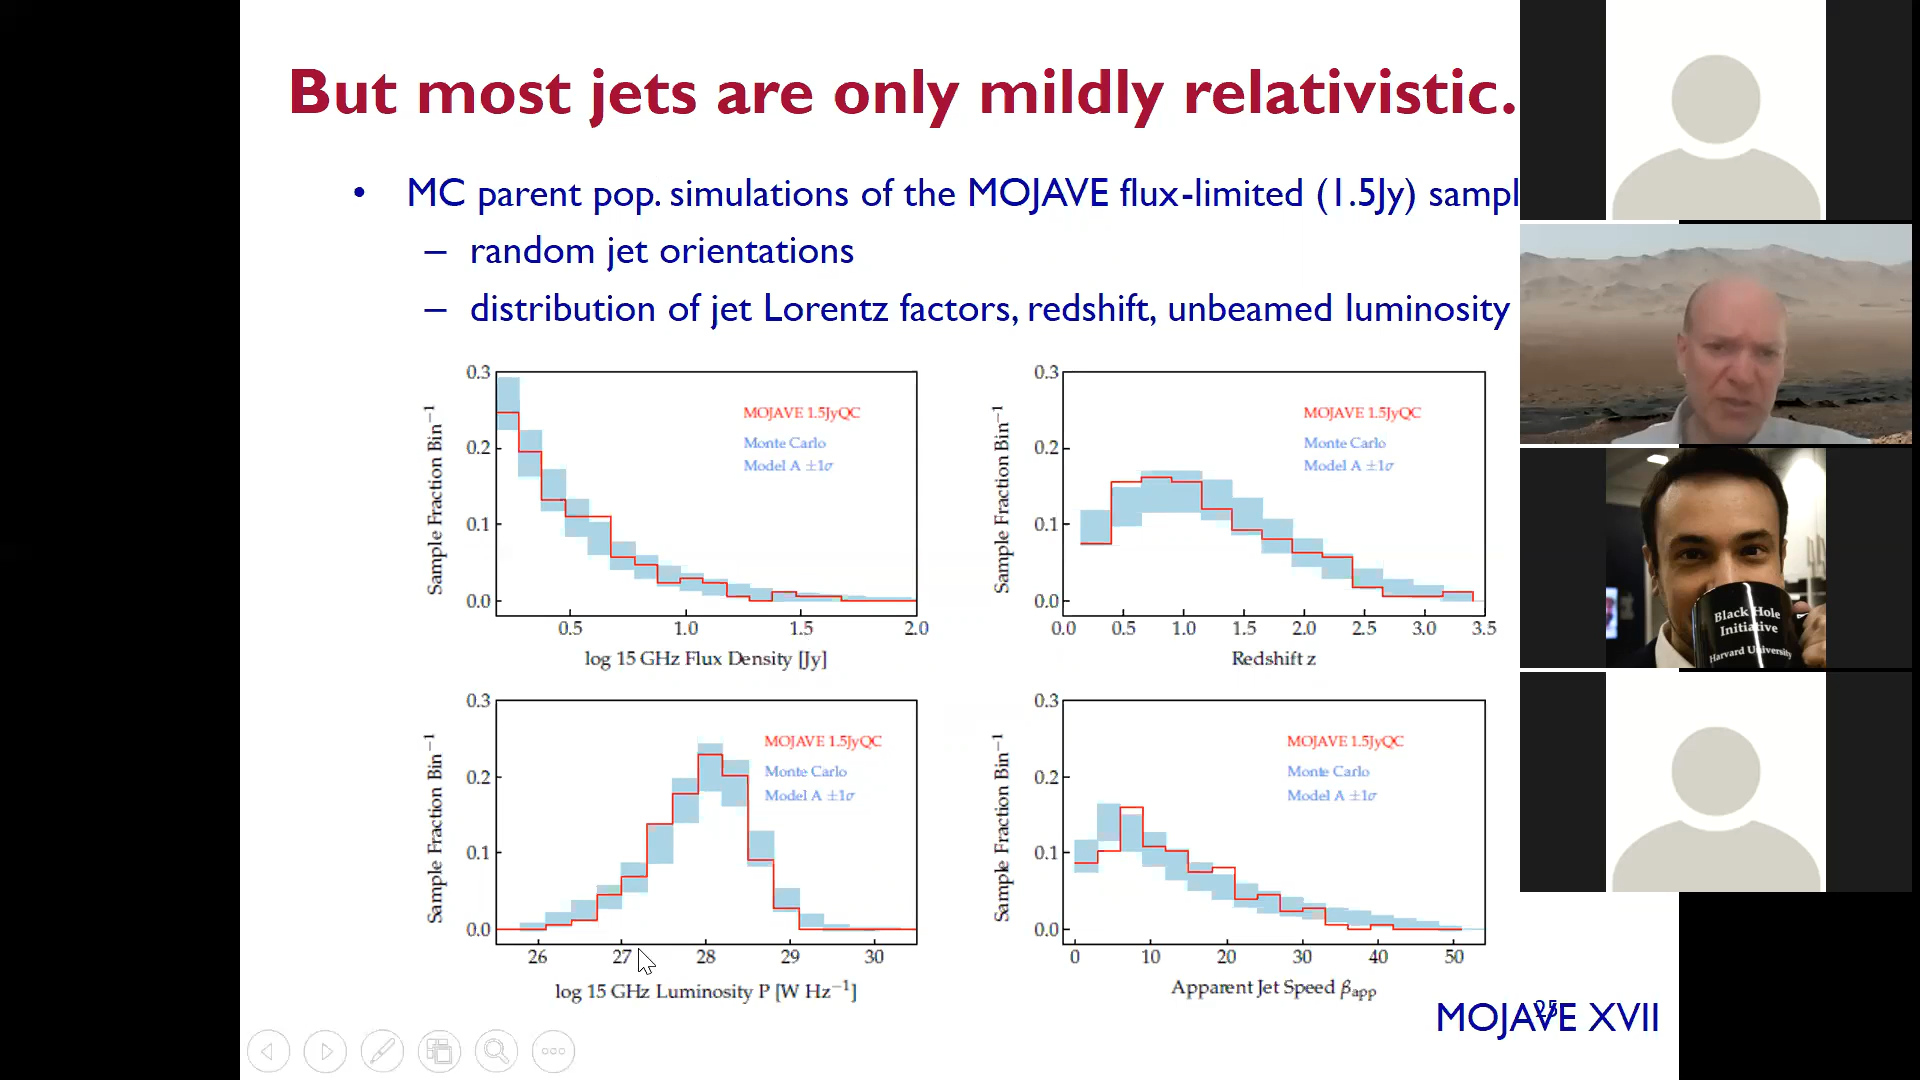 But most jets are only mildly relativistic.
• MC parent pop. simulations of the MOJAVE flux-limited (1.5Jy) sampl
– random jet orientations
– distribution of jet Lorentz factors, redshift, unbeamed luminosity
0.3
0.2
0.1
0.0
Sample Fraction Bin⁻¹
MOJAVE 1.5JyQC
Monte Carlo
Model A ±1σ
0.5 1.0 1.5 2.0
log 15 GHz Flux Density [Jy]
0.3
0.2
0.1
0.0
Sample Fraction Bin⁻¹
MOJAVE 1.5JyQC
Monte Carlo
Model A ±1σ
0.0 0.5 1.0 1.5 2.0 2.5 3.0 3.5
Redshift z
0.3
0.2
0.1
0.0
Sample Fraction Bin⁻¹
MOJAVE 1.5JyQC
Monte Carlo
Model A ±1σ
26 27 28 29 30
log 15 GHz Luminosity P [W Hz⁻¹]
0.3
0.2
0.1
0.0
Sample Fraction Bin⁻¹
MOJAVE 1.5JyQC
Monte Carlo
Model A ±1σ
0 10 20 30 40 50
Apparent Jet Speed βapp
MOJAVE XVII
25
Black Hole
Initiative
Harvard University